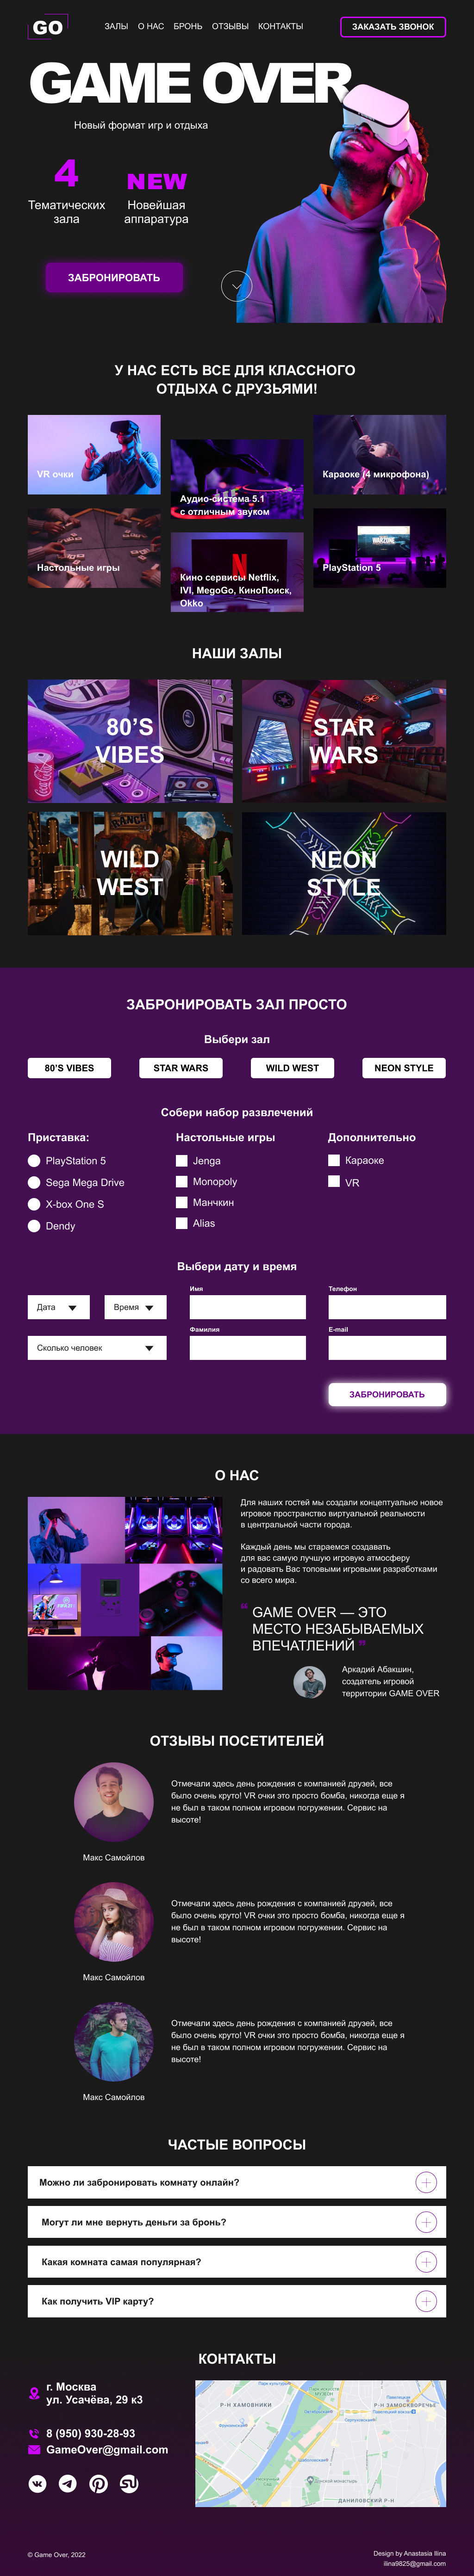 GO
ЗАЛЫ О НАС БРОНЬ ОТЗЫВЫ КОНТАКТЫ
ЗАКАЗАТЬ ЗВОНОК
GAME OVER
Новый формат игр и отдыха
4
Тематических
зала
NEW
Новейшая
аппаратура
ЗАБРОНИРОВАТЬ
У НАС ЕСТЬ ВСЕ ДЛЯ КЛАССНОГО
ОТДЫХА С ДРУЗЬЯМИ!
VR очки
Аудио-система 5.1
с отличным звуком
Караоке (4 микрофона)
Настольные игры
Кино сервисы Netflix,
IVI, MegoGo, КиноПоиск,
Okko
WARZONE
PlayStation 5
НАШИ ЗАЛЫ
80'S
VIBES
STAR
WARS
RANCH
WILD
WEST
NEON
STYLE
ЗАБРОНИРОВАТЬ ЗАЛ ПРОСТО
Выбери зал
80'S VIBES
STAR WARS
WILD WEST
NEON STYLE
Собери набор развлечений
Приставка:
PlayStation 5
Sega Mega Drive
X-box One S
Dendy
Настольные игры
Jenga
Monopoly
Манчкин
Alias
Дополнительно
Караоке
VR
Выбери дату и время
Дата
Время
Сколько человек
Имя
Фамилия
Телефон
E-mail
ЗАБРОНИРОВАТЬ
О НАС
Для наших гостей мы создали концептуально новое
игровое пространство виртуальной реальности
в центральной части города.
Каждый день мы стараемся создавать
для вас самую лучшую игровую атмосферу
и радовать Вас топовыми игровыми разработками
со всего мира.
“ GAME OVER — ЭТО
МЕСТО НЕЗАБЫВАЕМЫХ
ВПЕЧАТЛЕНИЙ ”
Аркадий Абакшин,
создатель игровой
территории GAME OVER
ОТЗЫВЫ ПОСЕТИТЕЛЕЙ
Отмечали здесь день рождения с компанией друзей, все
было очень круто! VR очки это просто бомба, никогда еще я
не был в таком полном игровом погружении. Сервис на
высоте!
Макс Самойлов
Отмечали здесь день рождения с компанией друзей, все
было очень круто! VR очки это просто бомба, никогда еще я
не был в таком полном игровом погружении. Сервис на
высоте!
Макс Самойлов
Отмечали здесь день рождения с компанией друзей, все
было очень круто! VR очки это просто бомба, никогда еще я
не был в таком полном игровом погружении. Сервис на
высоте!
Макс Самойлов
ЧАСТЫЕ ВОПРОСЫ
Можно ли забронировать комнату онлайн?
Могут ли мне вернуть деньги за бронь?
Какая комната самая популярная?
Как получить VIP карту?
КОНТАКТЫ
г. Москва
ул. Усачёва, 29 к3
8 (950) 930-28-93
GameOver@gmail.com
Р-Н ХАМОВНИКИ
Р-Н ЗАМОСКВОРЕЧЬЕ
Донской монастырь
ДАНИЛОВСКИЙ Р-Н
© Game Over, 2022
Design by Anastasia Ilina
ilina9825@gmail.com